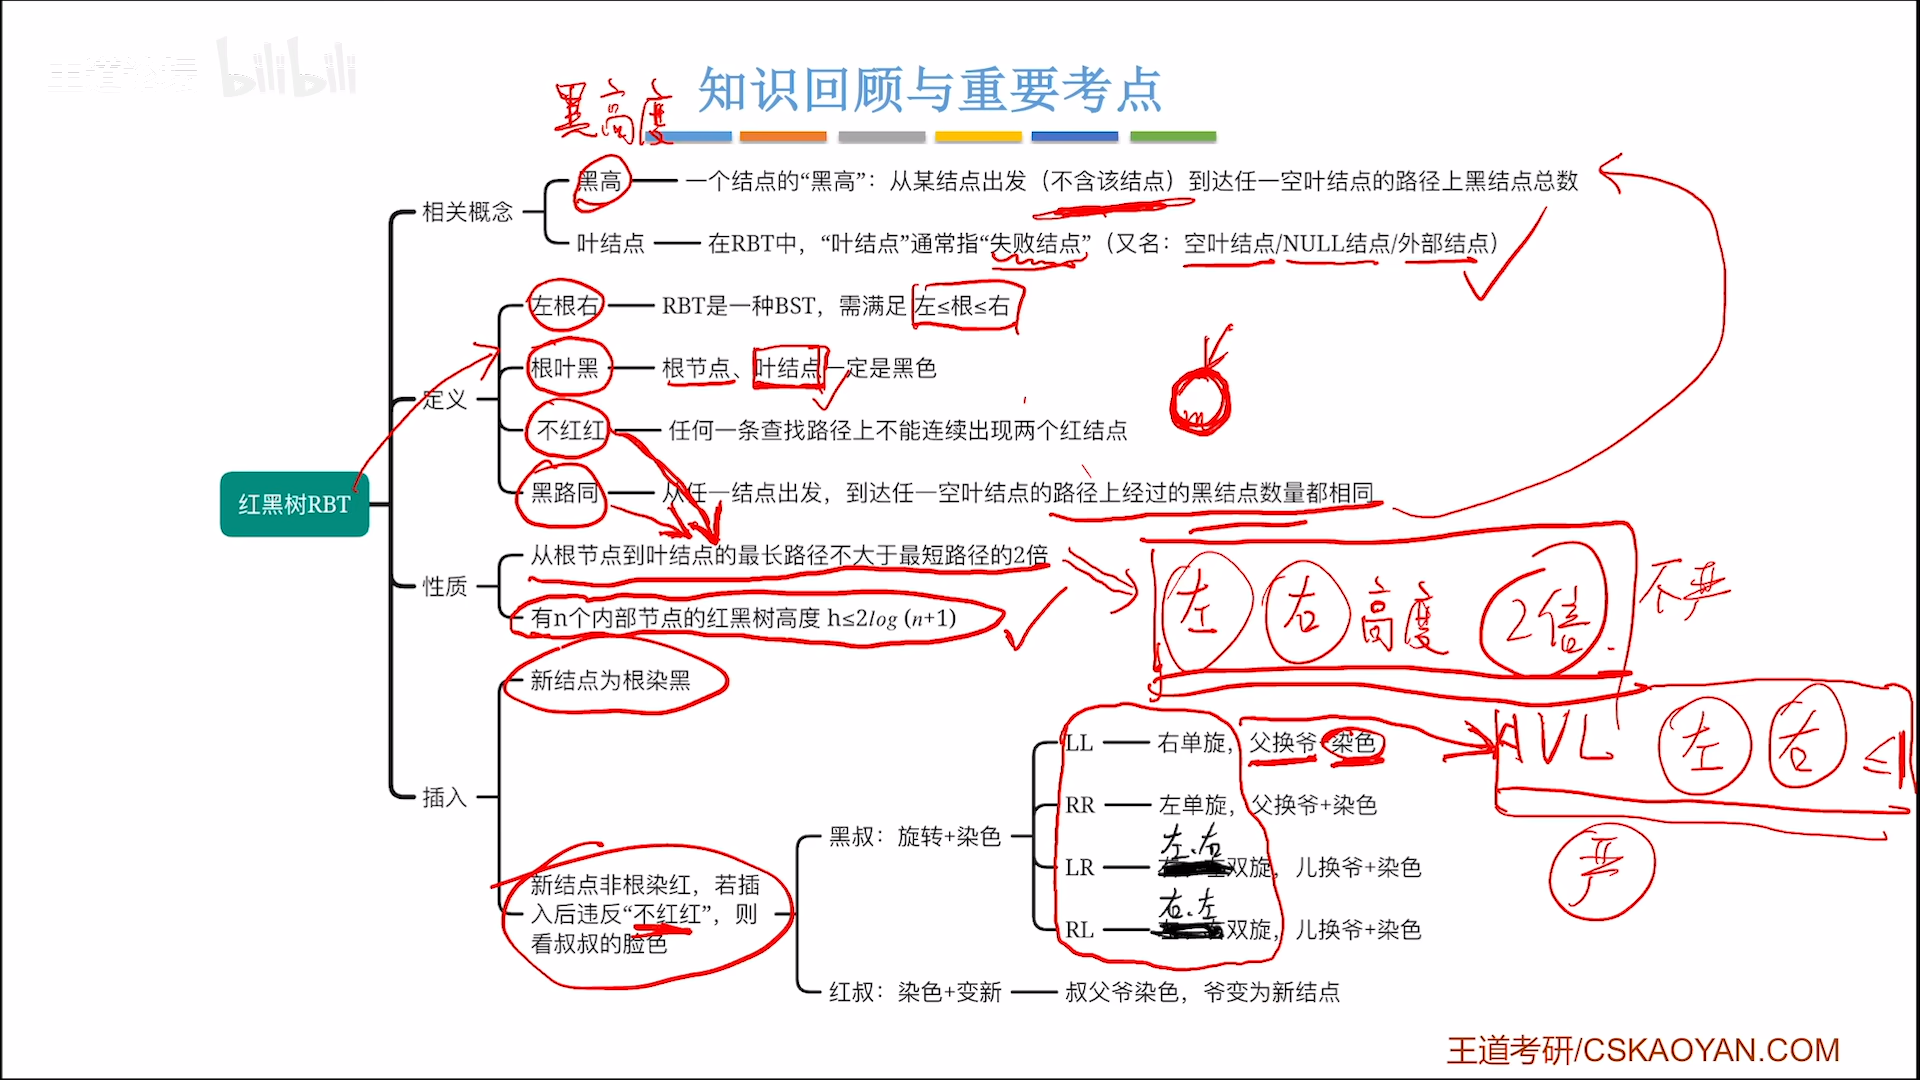 王道论坛 bilibili
知识回顾与重要考点
黑高度
黑高 一个结点的“黑高”：从某结点出发（不含该结点）到达任一空叶结点的路径上黑结点总数
相关概念
叶结点 在RBT中，“叶结点”通常指“失败结点”（又名：空叶结点/NULL结点/外部结点）
左根右 RBT是一种BST，需满足 左≤根≤右
根叶黑 根节点、叶结点一定是黑色
定义
不红红 任何一条查找路径上不能连续出现两个红结点
黑路同 从任一结点出发，到达任一空叶结点的路径上经过的黑结点数量都相同
红黑树RBT
从根节点到叶结点的最长路径不大于最短路径的2倍
性质
有n个内部节点的红黑树高度 h≤2log (n+1)
左 右 高度 2倍
不严
新结点为根染黑
LL 右单旋，父换爷+染色
AVL 左 右 ≤1
插入
RR 左单旋，父换爷+染色
黑叔：旋转+染色
左、右
LR 双旋，儿换爷+染色
严
新结点非根染红，若插
入后违反“不红红”，则
看叔叔的脸色
右、左
RL 双旋，儿换爷+染色
红叔：染色+变新 叔父爷染色，爷变为新结点
王道考研/CSKAOYAN.COM